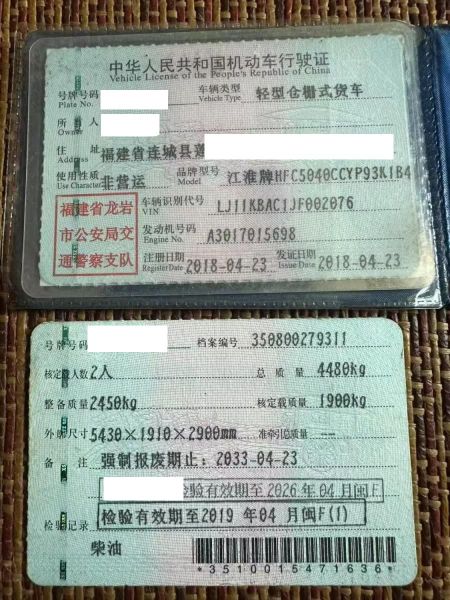 中华人民共和国机动车行驶证
Vehicle License of the People's Republic of China
号牌号码 车辆类型 轻型仓栅式货车
Plate No. Vehicle Type
所 有 人
Owner
住 址 福建省连城县
Address
使用性质 非营运 品牌型号 江淮牌HFC5040CCYP93K1B4
Use Character Model
福建省龙岩
市公安局交
通警察支队
车辆识别代号 LJ11KBAC1JF002076
VIN
发动机号码 A3017015698
Engine No.
注册日期 2018-04-23 发证日期 2018-04-23
Register Date Issue Date
号牌号码 档案编号 350800279311
核定载人数 2人 总 质 量 4480kg
整备质量 2450kg 核定载质量 1900kg
外廓尺寸 5430×1910×2900mm 准牵引总质量 --
备 注 强制报废期止：2033-04-23
检验有效期至2026 年 04 月闽F
检验记录 检验有效期至2019 年 04 月闽F(1)
柴油
*3510015471636*